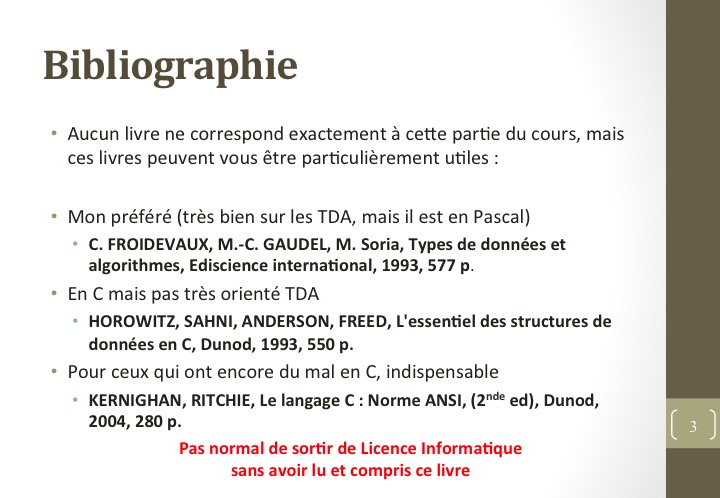 Bibliographie
• Aucun livre ne correspond exactement à cette partie du cours, mais
ces livres peuvent vous être particulièrement utiles :
• Mon préféré (très bien sur les TDA, mais il est en Pascal)
• C. FROIDEVAUX, M.-C. GAUDEL, M. Soria, Types de données et
algorithmes, Ediscience international, 1993, 577 p.
• En C mais pas très orienté TDA
• HOROWITZ, SAHNI, ANDERSON, FREED, L'essentiel des structures de
données en C, Dunod, 1993, 550 p.
• Pour ceux qui ont encore du mal en C, indispensable
• KERNIGHAN, RITCHIE, Le langage C : Norme ANSI, (2nde ed), Dunod,
2004, 280 p.
Pas normal de sortir de Licence Informatique
sans avoir lu et compris ce livre
3